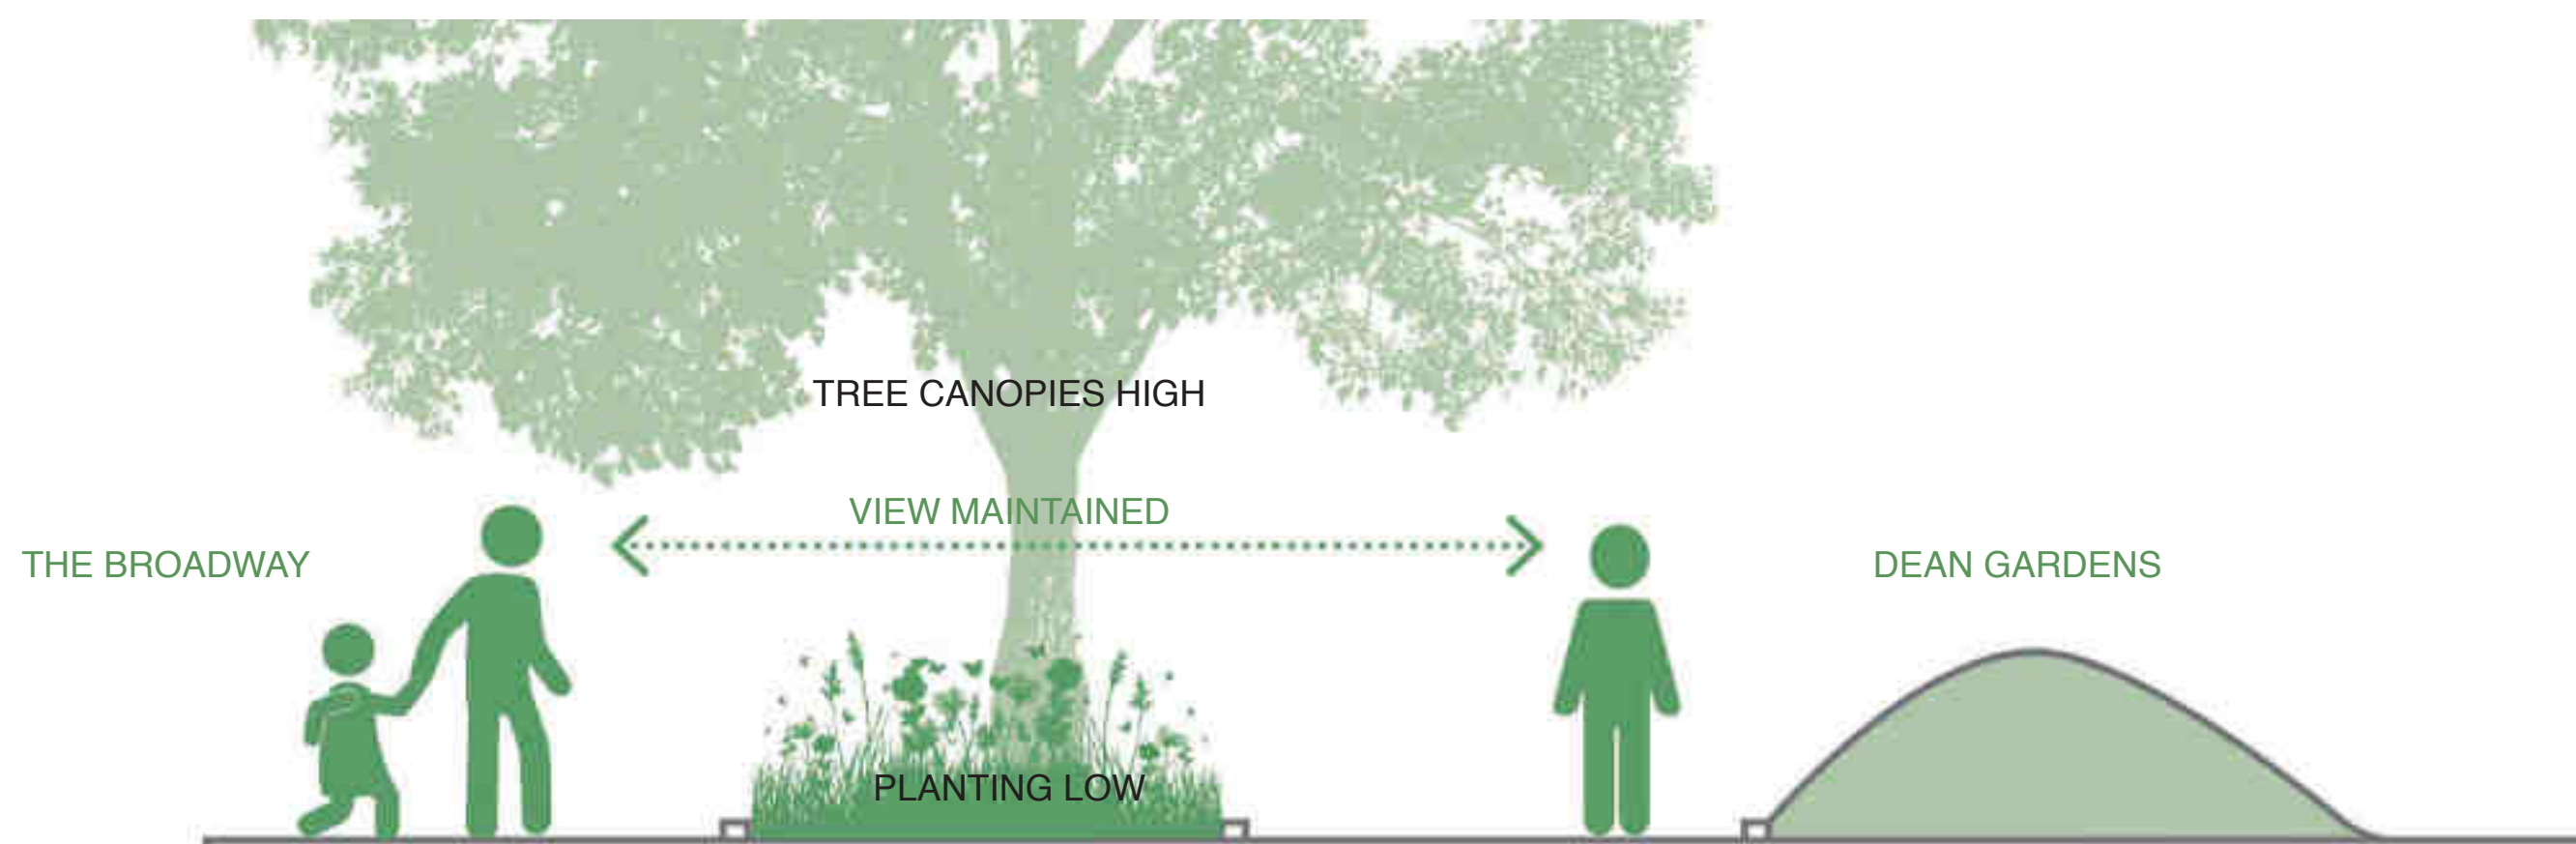 TREE CANOPIES HIGH
VIEW MAINTAINED
THE BROADWAY
DEAN GARDENS
PLANTING LOW